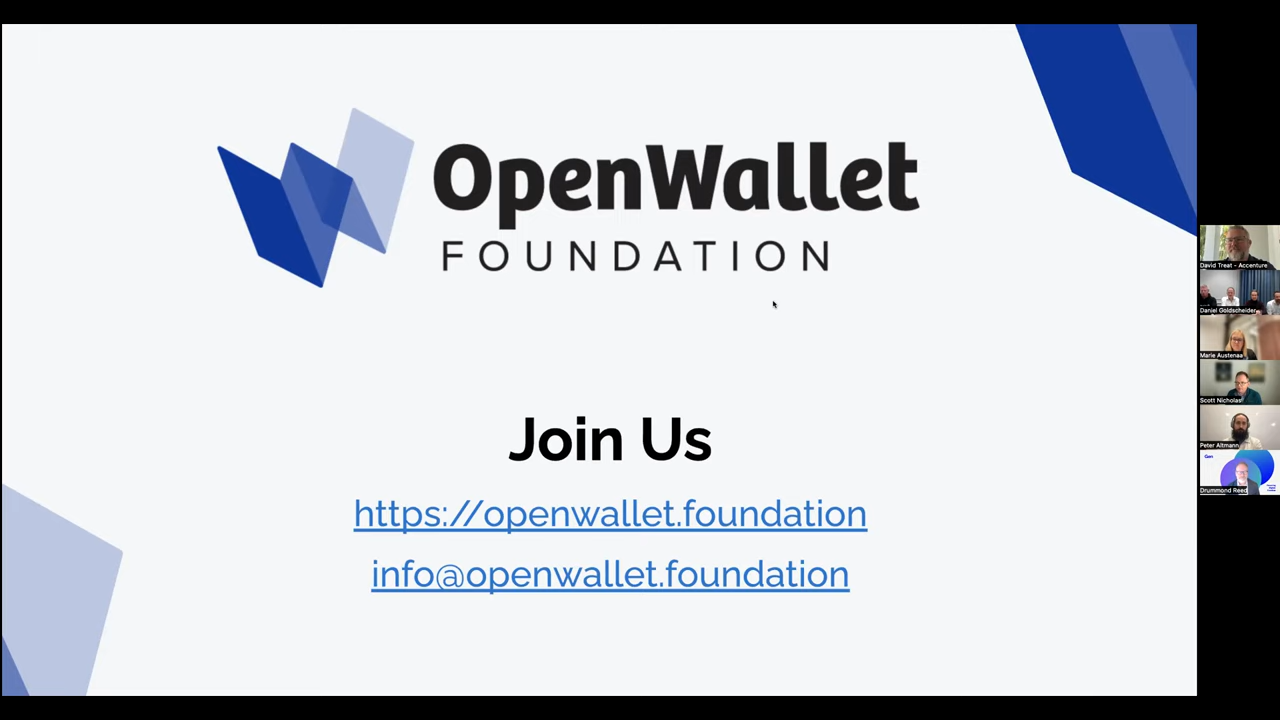 OpenWallet
FOUNDATION
Join Us
https://openwallet.foundation
info@openwallet.foundation
David Treat - Accenture
Daniel Goldscheider
Marie Austenaa
Scott Nicholas
Peter Altmann
Gen
Drummond Reed